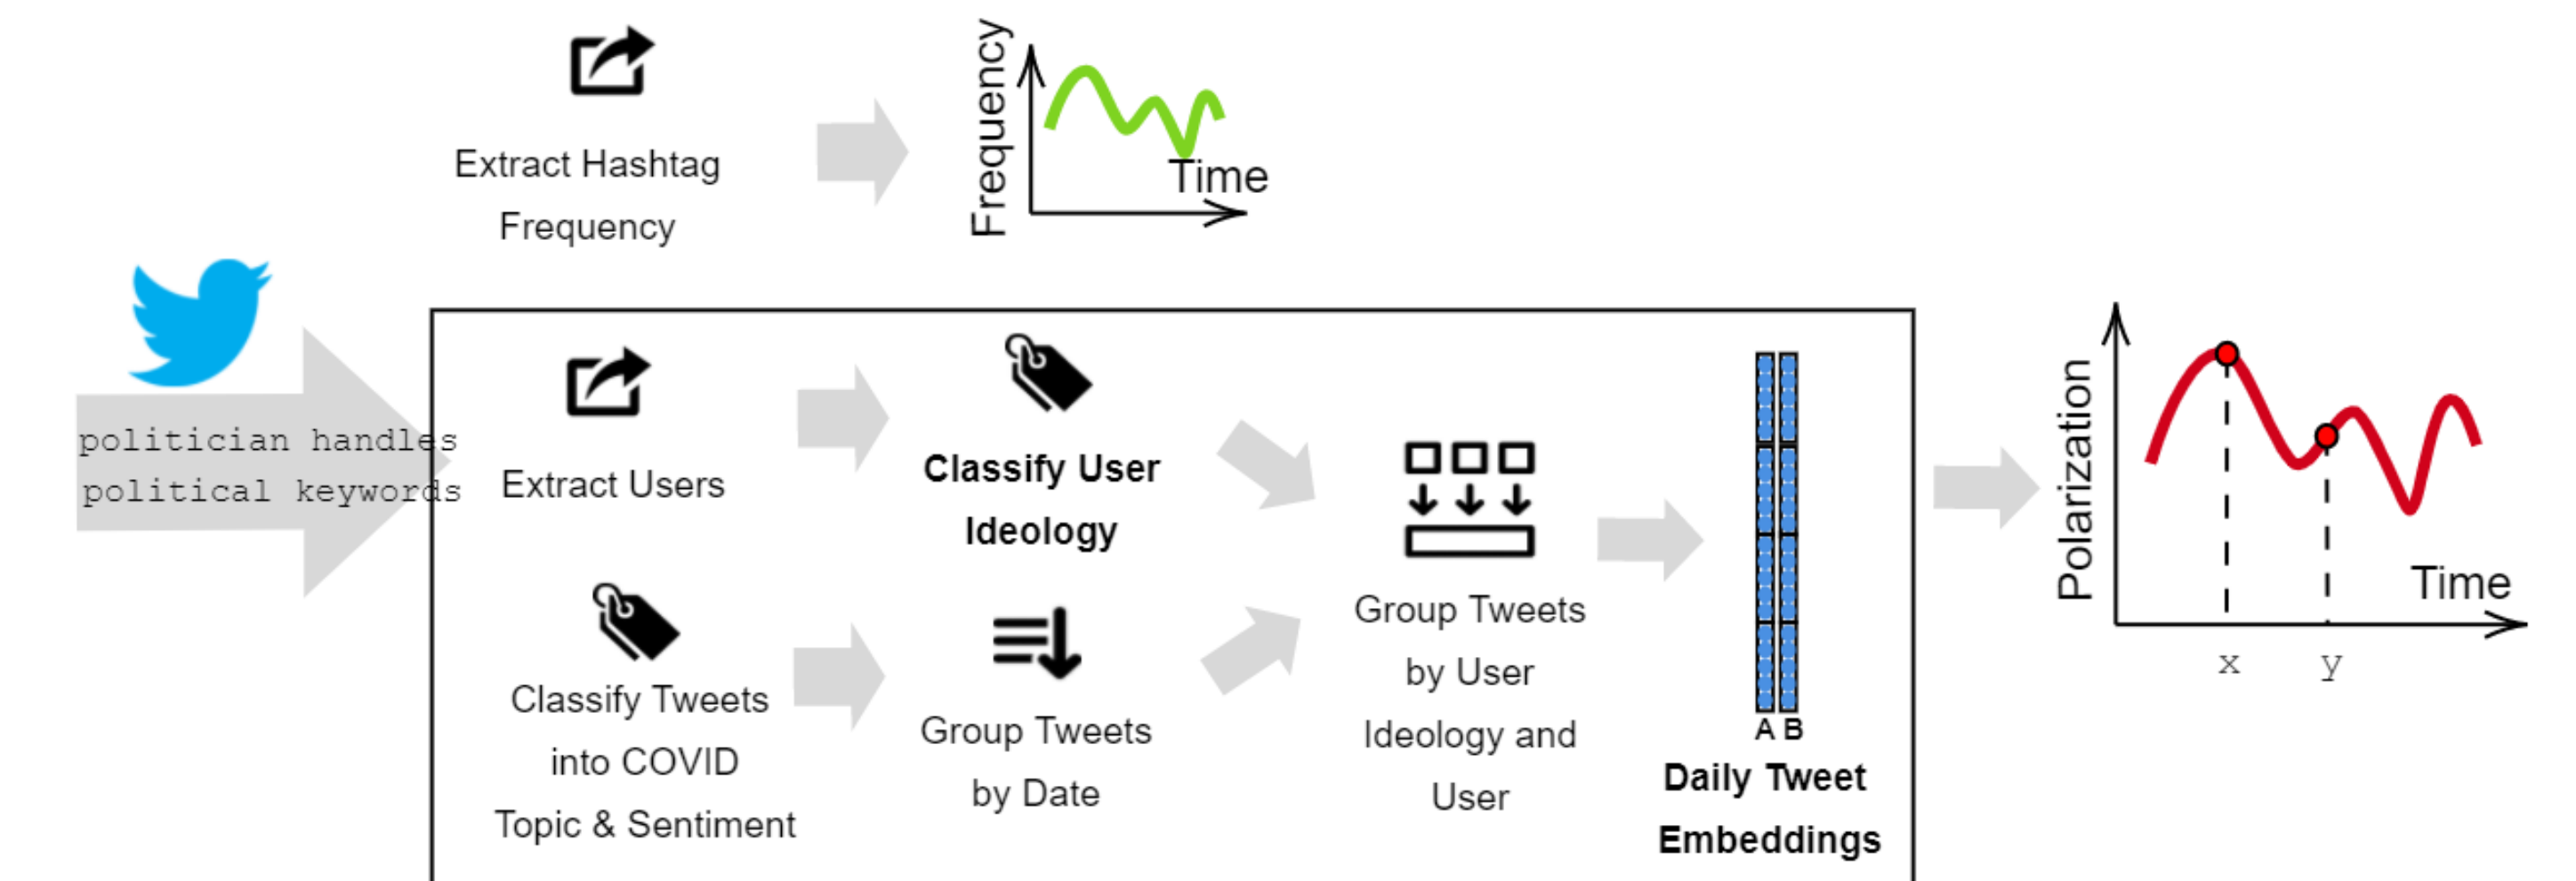 Extract Hashtag
Frequency
Frequency
Time
politician handles
political keywords
Extract Users
Classify User
Ideology
Classify Tweets
into COVID
Topic & Sentiment
Group Tweets
by Date
Group Tweets
by User
Ideology and
User
A B
Daily Tweet
Embeddings
Polarization
Time
x
y